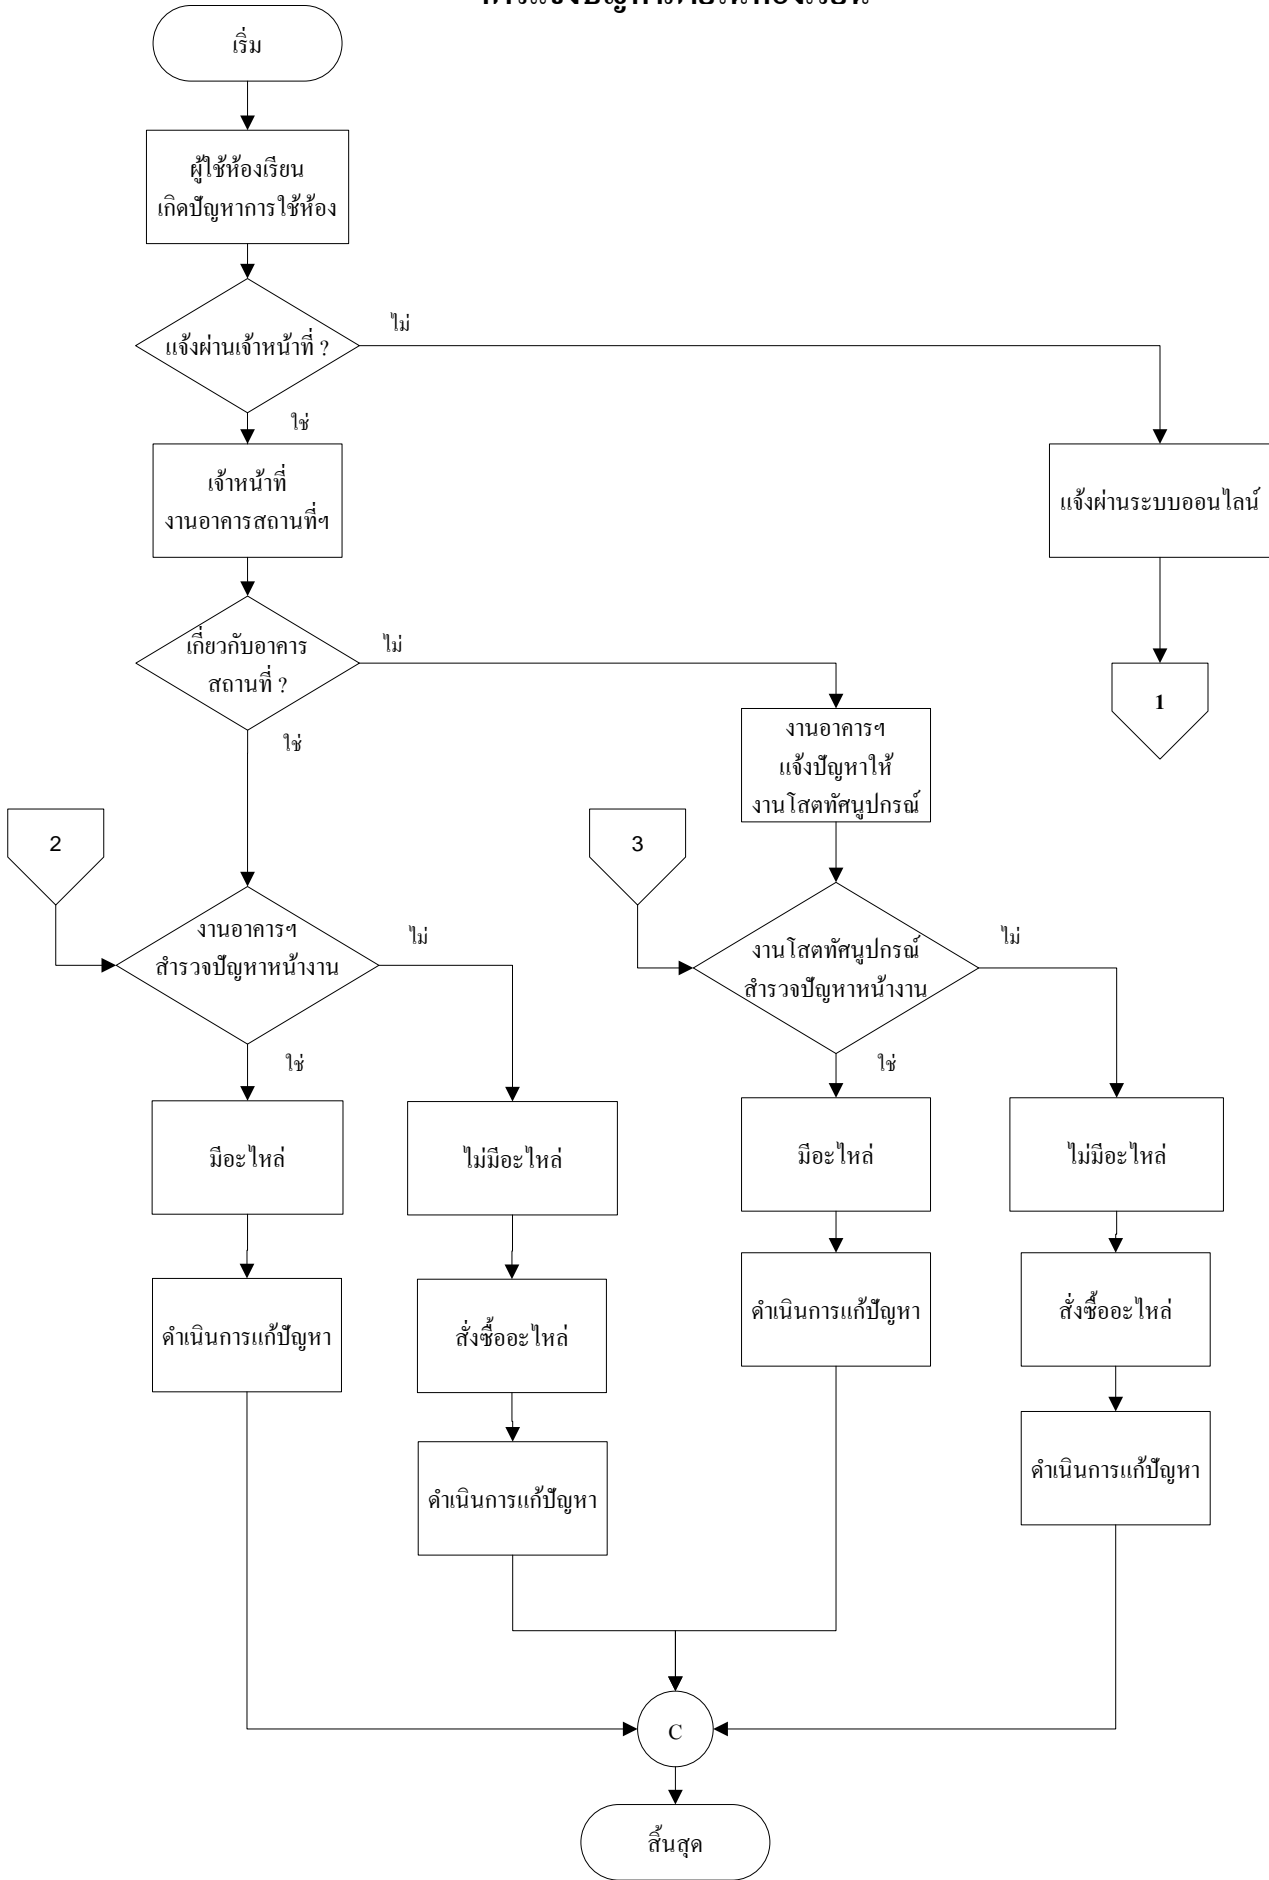 เริ่ม
ผู้ใช้ห้องเรียน
เกิดปัญหาการใช้ห้อง
แจ้งผ่านเจ้าหน้าที่ ?
ไม่
ใช่
เจ้าหน้าที่
งานอาคารสถานที่ฯ
แจ้งผ่านระบบออนไลน์
เกี่ยวกับอาคาร
สถานที่ ?
ไม่
ใช่
1
งานอาคารฯ
แจ้งปัญหาให้
งานโสตทัศนูปกรณ์
2
3
งานอาคารฯ
สำรวจปัญหาหน้างาน
ไม่
ใช่
งานโสตทัศนูปกรณ์
สำรวจปัญหาหน้างาน
ไม่
ใช่
มีอะไหล่
ไม่มีอะไหล่
มีอะไหล่
ไม่มีอะไหล่
ดำเนินการแก้ปัญหา
สั่งซื้ออะไหล่
ดำเนินการแก้ปัญหา
สั่งซื้ออะไหล่
ดำเนินการแก้ปัญหา
ดำเนินการแก้ปัญหา
C
สิ้นสุด